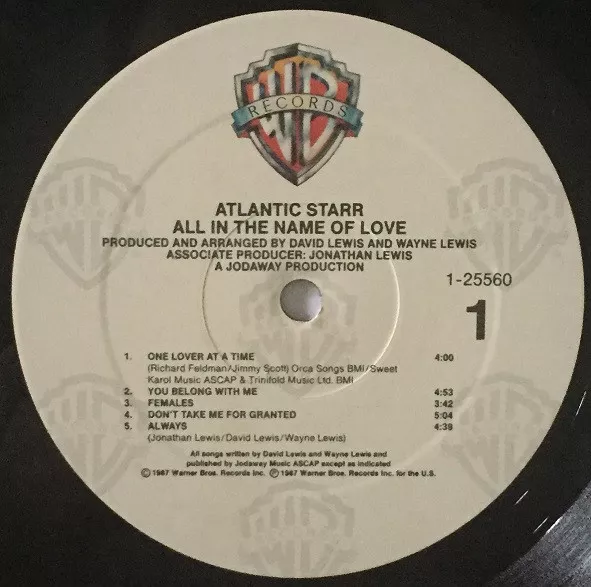 WB
RECORDS
ATLANTIC STARR
ALL IN THE NAME OF LOVE
PRODUCED AND ARRANGED BY DAVID LEWIS AND WAYNE LEWIS
ASSOCIATE PRODUCER: JONATHAN LEWIS
A JODAWAY PRODUCTION
1-25560
1
1. ONE LOVER AT A TIME 4:00
(Richard Feldman/Jimmy Scott) Orca Songs BMI/Sweet
Karol Music ASCAP & Trinifold Music Ltd. BMI
2. YOU BELONG WITH ME 4:53
3. FEMALES 3:42
4. DON'T TAKE ME FOR GRANTED 5:04
5. ALWAYS 4:39
(Jonathan Lewis/David Lewis/Wayne Lewis)
All songs written by David Lewis and Wayne Lewis and
published by Jodaway Music ASCAP except as indicated
©1987 Warner Bros. Records Inc. ℗1987 Warner Bros. Records Inc. for the U.S.